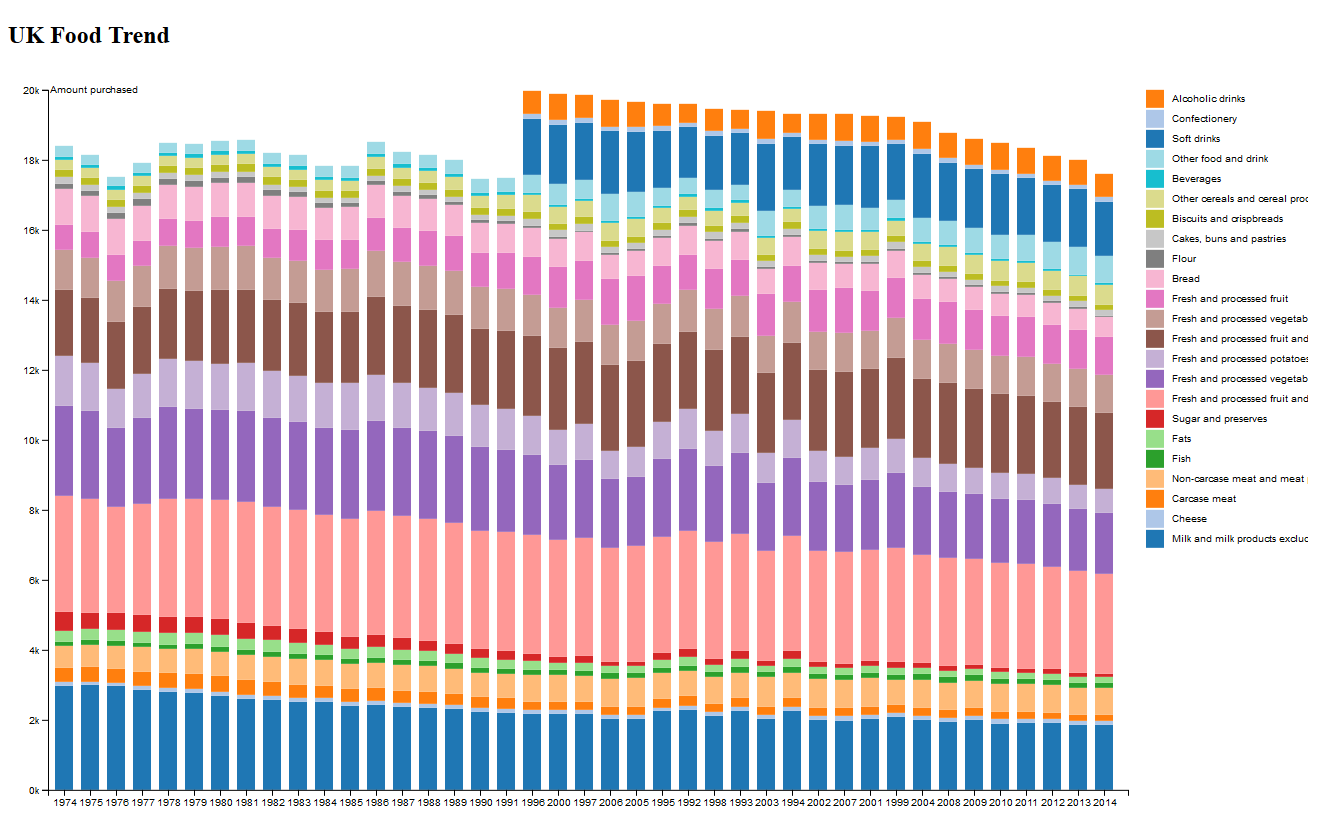 UK Food Trend
Amount purchased
20k
18k
16k
14k
12k
10k
8k
6k
4k
2k
0k
1974 1975 1976 1977 1978 1979 1980 1981 1982 1983 1984 1985 1986 1987 1988 1989 1990 1991 1996 2000 1997 2006 2005 1995 1992 1998 1993 2003 1994 2002 2007 2001 1999 2004 2008 2009 2010 2011 2012 2013 2014
Alcoholic drinks
Confectionery
Soft drinks
Other food and drink
Beverages
Other cereals and cereal proc
Biscuits and crispbreads
Cakes, buns and pastries
Flour
Bread
Fresh and processed fruit
Fresh and processed vegetab
Fresh and processed fruit and
Fresh and processed potatoes
Fresh and processed vegetab
Fresh and processed fruit and
Sugar and preserves
Fats
Fish
Non-carcase meat and meat
Carcase meat
Cheese
Milk and milk products excluc